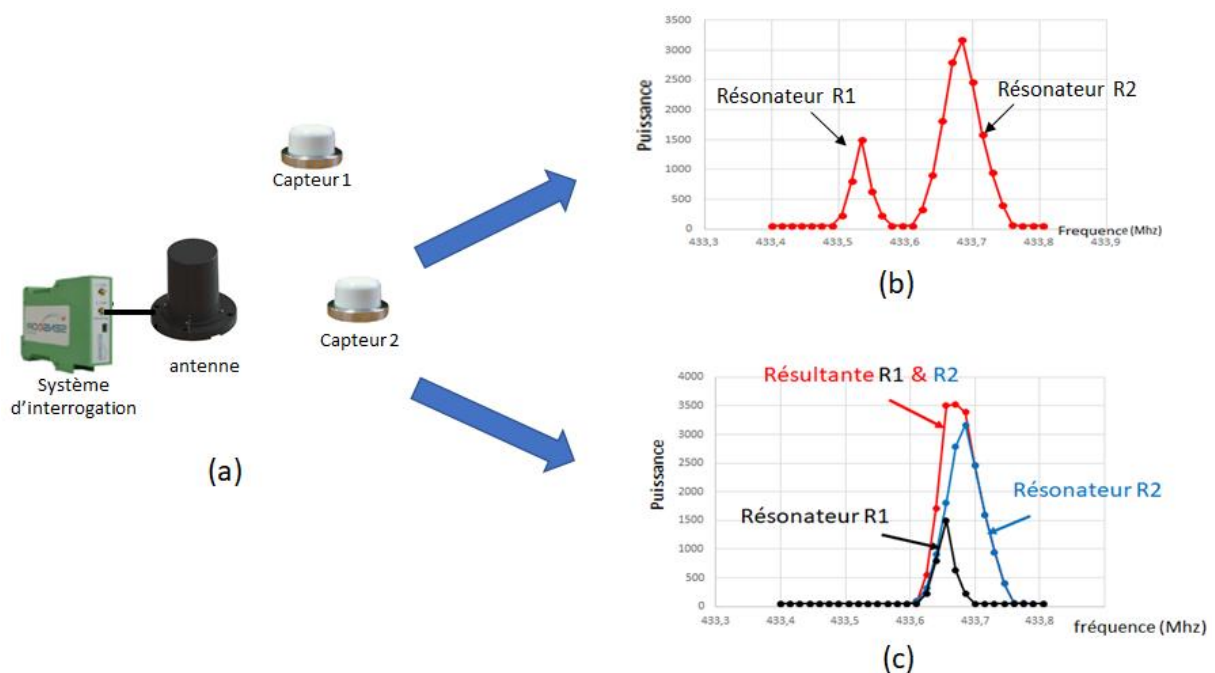 Capteur 1
Capteur 2
antenne
Système
d'interrogation
(a)
Puissance
3500
3000
2500
2000
1500
1000
500
0
Résonateur R1
Résonateur R2
433,3
433,4
433,5
433,6
433,7
433,8
433,9
Frequence (Mhz)
(b)
Puissance
4000
3500
3000
2500
2000
1500
1000
500
0
Résultante R1 & R2
Résonateur R1
Résonateur R2
433,3
433,4
433,5
433,6
433,7
433,8
fréquence (Mhz)
(c)